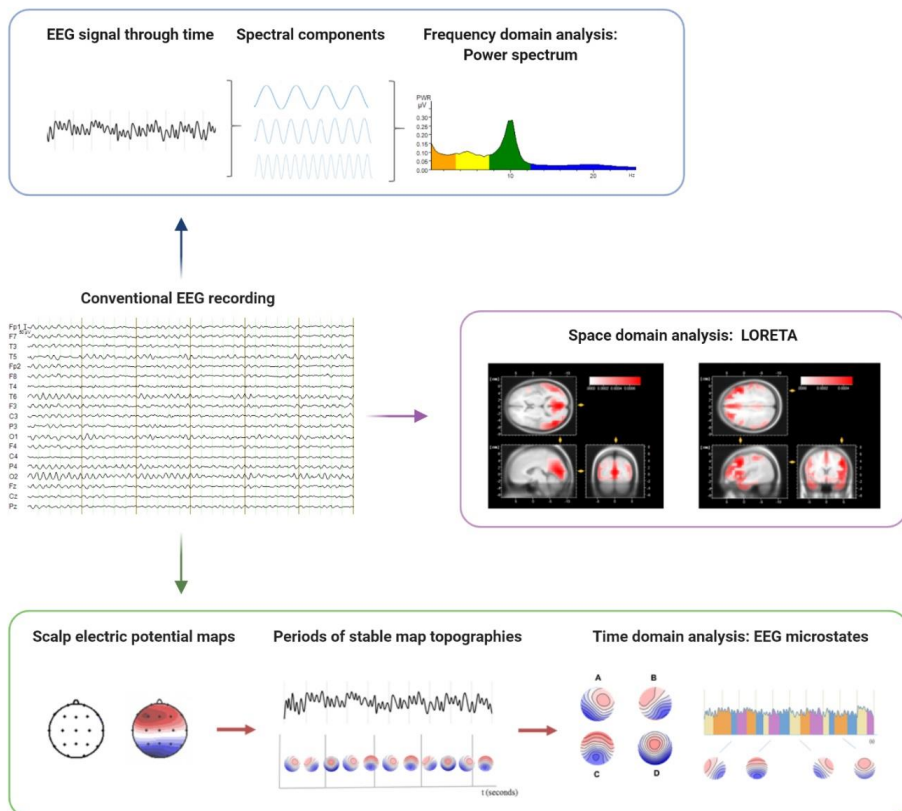 EEG signal through time
Spectral components
Frequency domain analysis:
Power spectrum
PWR
µV
0.30
0.25
0.20
0.15
0.10
0.05
0.00
10
20
Hz
Conventional EEG recording
Fp1
F7
T3
T5
Fp2
F8
T4
T6
F3
C3
P3
O1
F4
C4
P4
O2
Fz
Cz
Pz
Space domain analysis: LORETA
Scalp electric potential maps
Periods of stable map topographies
t (seconds)
Time domain analysis: EEG microstates
A
B
C
D